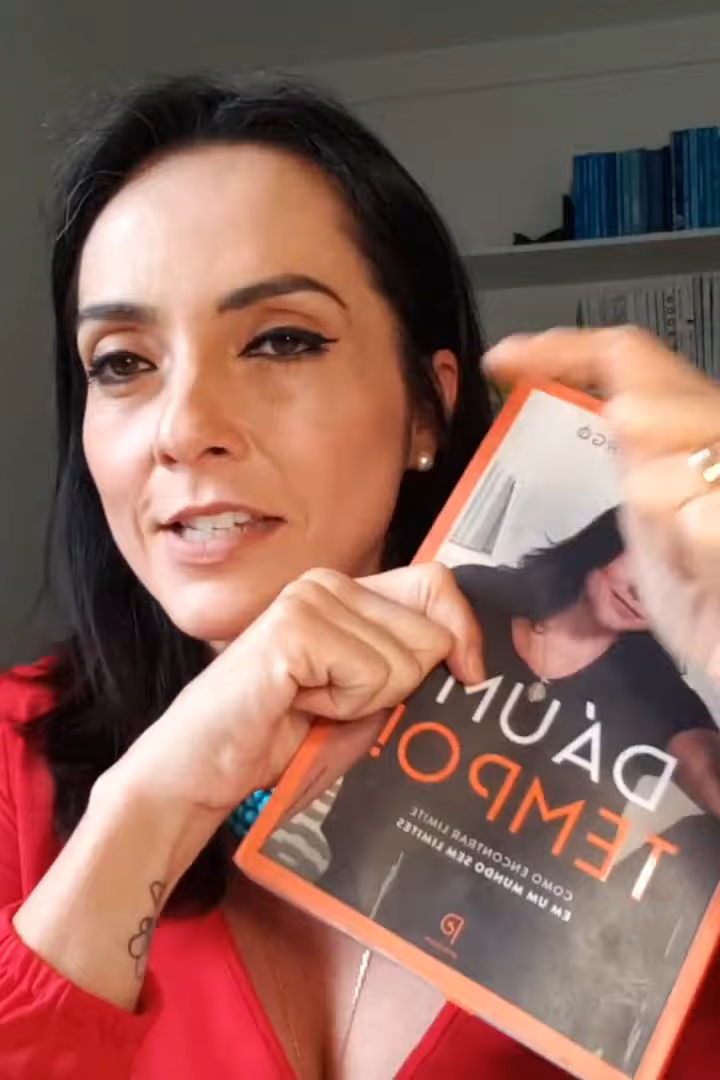 DÁ UM
TEMPO!
COMO ENCONTRAR LIMITE
EM UM MUNDO SEM LIMITES